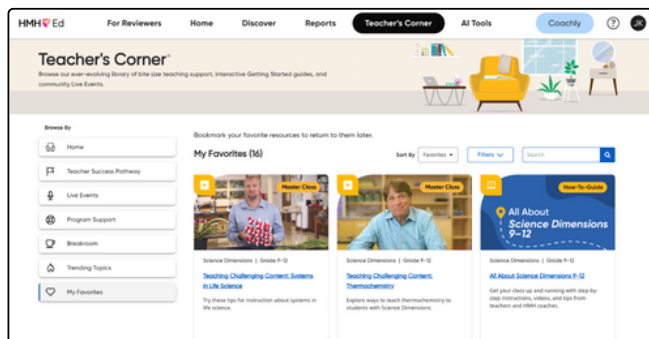 HMH Ed
For Reviewers
Home
Discover
Reports
Teacher's Corner
AI Tools
Coachly
?
JK
Teacher's Corner®
Browse our ever-evolving library of bite size teaching support, interactive Getting Started guides, and
community Live Events.
Browse By
Home
Teacher Success Pathway
Live Events
Program Support
Breakroom
Trending Topics
My Favorites
Bookmark your favorite resources to return to them later.
My Favorites (16)
Sort By
Favorites
Filters
Search
Master Class
Science Dimensions | Grade 9-12
Teaching Challenging Content: Systems
in Life Science
Try these tips for instruction about systems in
life science.
Master Class
Science Dimensions | Grade 9-12
Teaching Challenging Content:
Thermochemistry
Explore ways to teach thermochemistry to
students with Science Dimensions.
How-To-Guide
All About
Science Dimensions
9-12
Science Dimensions | Grade 9-12
All About Science Dimensions 9-12
Get your class up and running with step-by-
step instructions, videos, and tips from
teachers and HMH coaches.